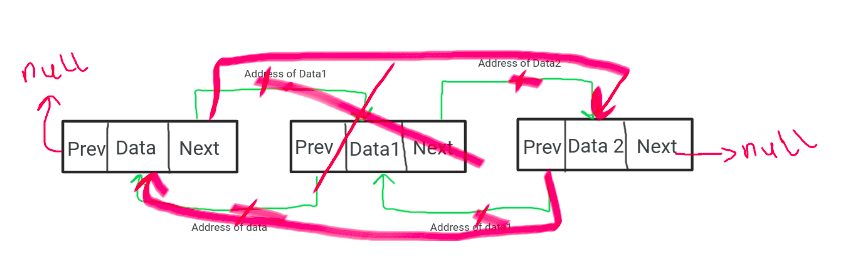 null
Address of Data1
Address of Data2
Prev Data Next
Prev Data1 Next
Prev Data 2 Next
null
Address of data
Address of data1